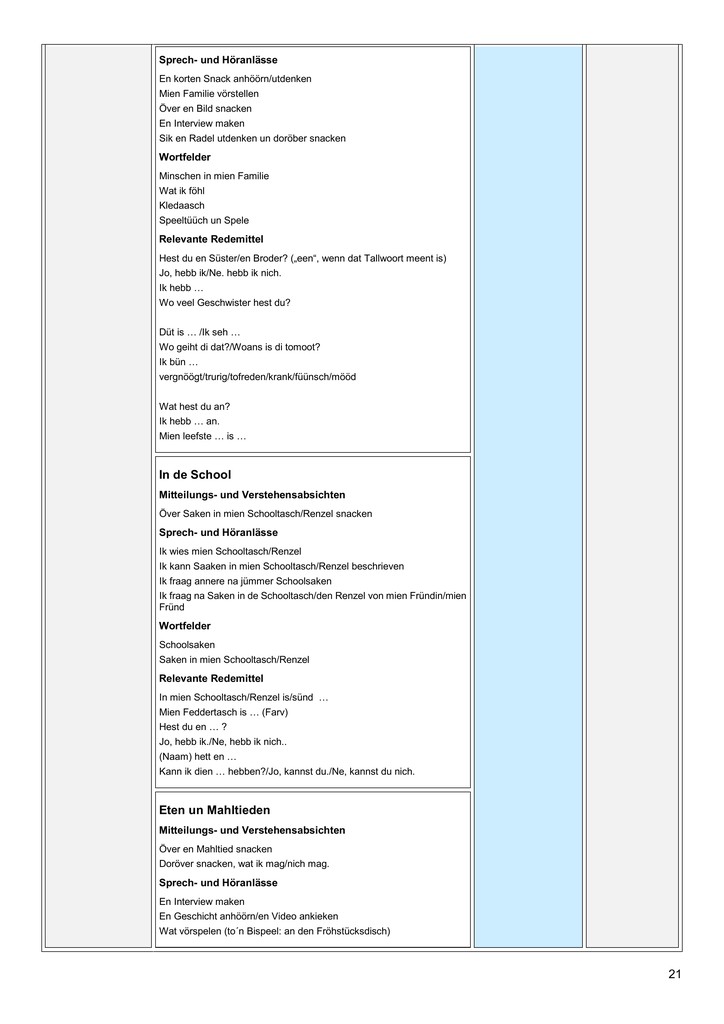 Sprech- und Höranlässe
En korten Snack anhöörn/utdenken
Mien Familie vörstellen
Över en Bild snacken
En Interview maken
Sik en Radel utdenken un doröber snacken
Wortfelder
Minschen in mien Familie
Wat ik föhl
Kledaasch
Speeltüüch un Spele
Relevante Redemittel
Hest du en Süster/en Broder? („een“, wenn dat Tallwoort meent is)
Jo, hebb ik/Ne. hebb ik nich.
Ik hebb …
Wo veel Geschwister hest du?
Düt is … /Ik seh …
Wo geiht di dat?/Woans is di tomoot?
Ik bün …
vergnöögt/trurig/tofreden/krank/füünsch/mööd
Wat hest du an?
Ik hebb … an.
Mien leefste … is …
In de School
Mitteilungs- und Verstehensabsichten
Över Saken in mien Schooltasch/Renzel snacken
Sprech- und Höranlässe
Ik wies mien Schooltasch/Renzel
Ik kann Saaken in mien Schooltasch/Renzel beschrieven
Ik fraag annere na jümmer Schoolsaken
Ik fraag na Saken in de Schooltasch/den Renzel von mien Fründin/mien
Fründ
Wortfelder
Schoolsaken
Saken in mien Schooltasch/Renzel
Relevante Redemittel
In mien Schooltasch/Renzel is/sünd …
Mien Feddertasch is … (Farv)
Hest du en … ?
Jo, hebb ik./Ne, hebb ik nich..
(Naam) hett en …
Kann ik dien … hebben?/Jo, kannst du./Ne, kannst du nich.
Eten un Mahltieden
Mitteilungs- und Verstehensabsichten
Över en Mahltied snacken
Doröver snacken, wat ik mag/nich mag.
Sprech- und Höranlässe
En Interview maken
En Geschicht anhöörn/en Video ankieken
Wat vörspelen (to´n Bispeel: an den Fröhstücksdisch)
21